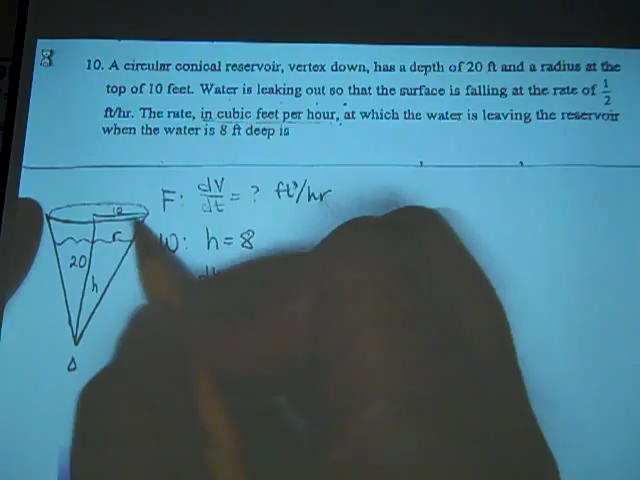 10. A circular conical reservoir, vertex down, has a depth of 20 ft and a radius at the
top of 10 feet. Water is leaking out so that the surface is falling at the rate of 1/2
ft/hr. The rate, in cubic feet per hour, at which the water is leaving the reservoir
when the water is 8 ft deep is
F: dV/dt = ? ft³/hr
10
r
W: h = 8
20
h